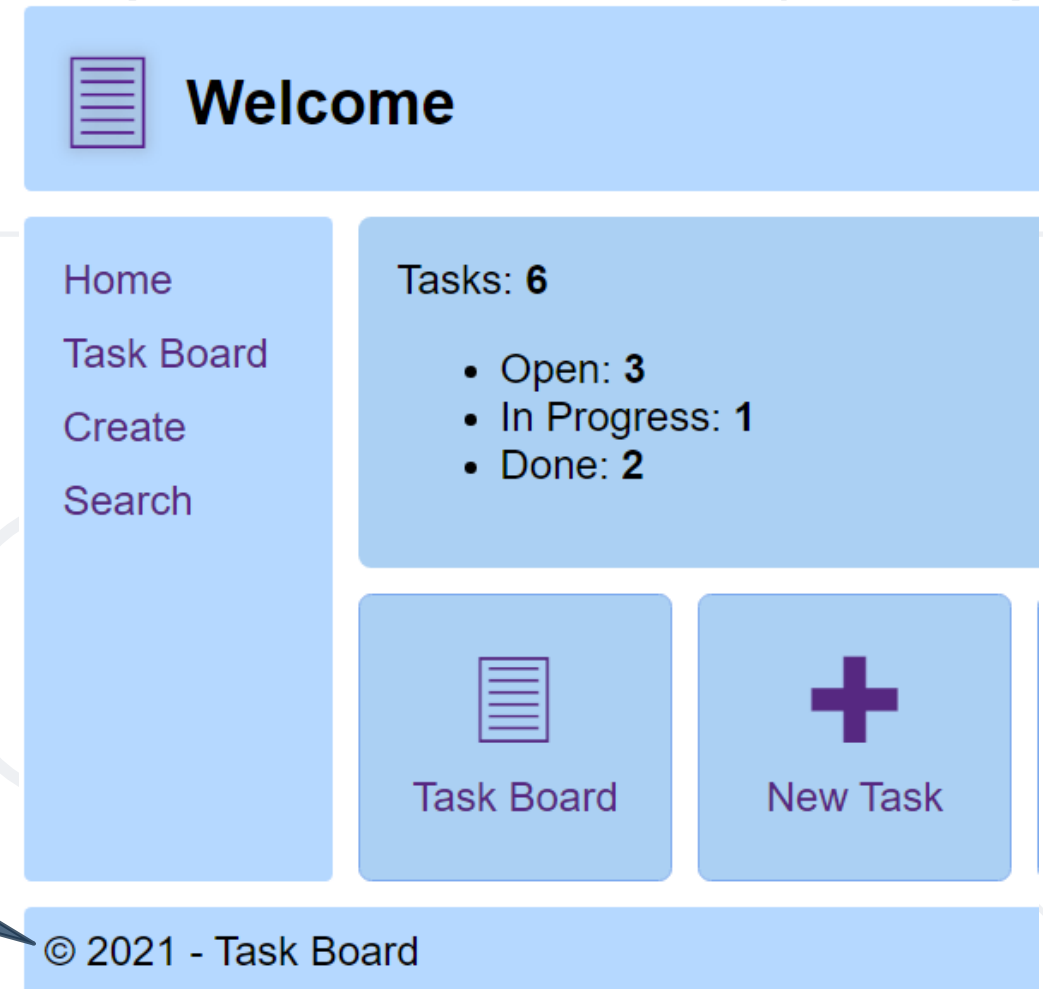 Welcome
Home
Task Board
Create
Search
Tasks: 6
Open: 3
In Progress: 1
Done: 2
Task Board
New Task
© 2021 - Task Board